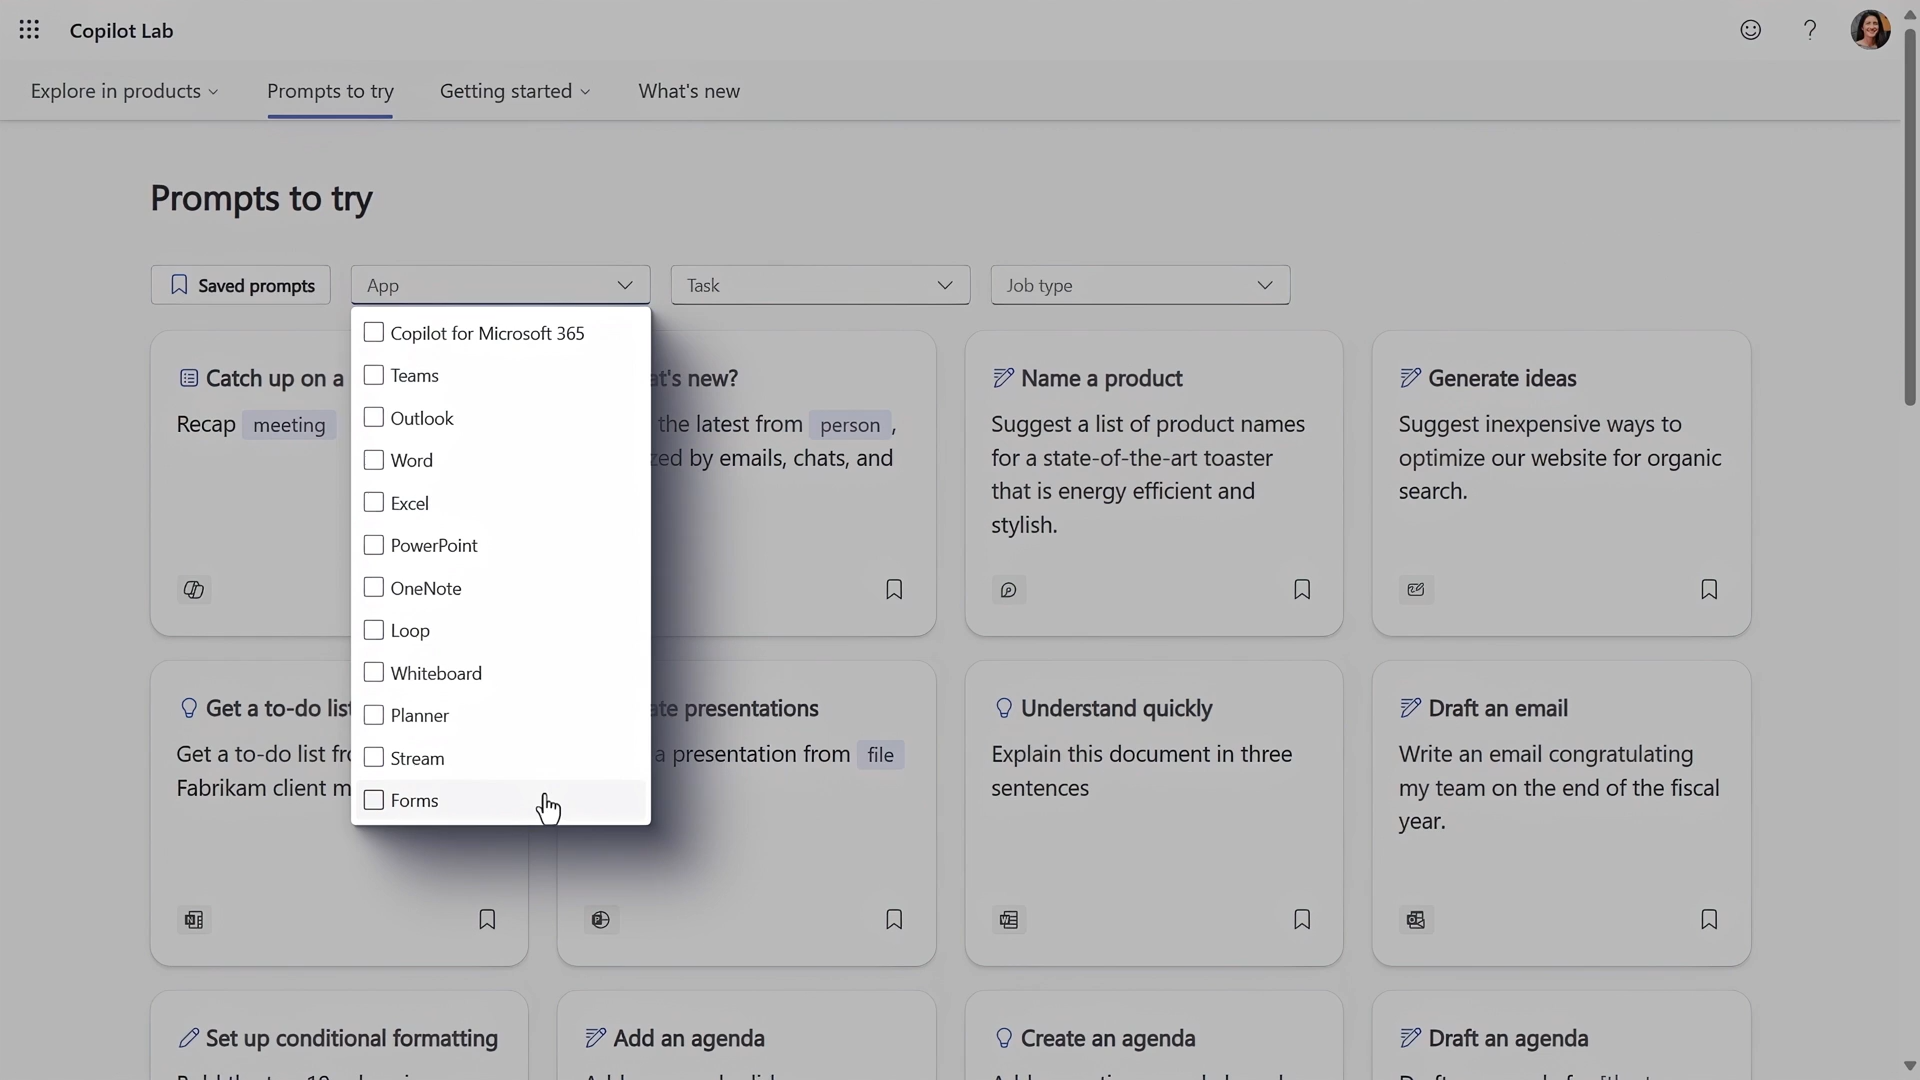 Copilot Lab
Explore in products
Prompts to try
Getting started
What's new
Prompts to try
Saved prompts
App
Task
Job type
Copilot for Microsoft 365
Teams
Outlook
Word
Excel
PowerPoint
OneNote
Loop
Whiteboard
Planner
Stream
Forms
Catch up on a
Recap meeting
at's new?
the latest from person ,
zed by emails, chats, and
Name a product
Suggest a list of product names
for a state-of-the-art toaster
that is energy efficient and
stylish.
Generate ideas
Suggest inexpensive ways to
optimize our website for organic
search.
Get a to-do list
Get a to-do list fro
Fabrikam client m
ate presentations
a presentation from file
Understand quickly
Explain this document in three
sentences
Draft an email
Write an email congratulating
my team on the end of the fiscal
year.
Set up conditional formatting
Add an agenda
Create an agenda
Draft an agenda